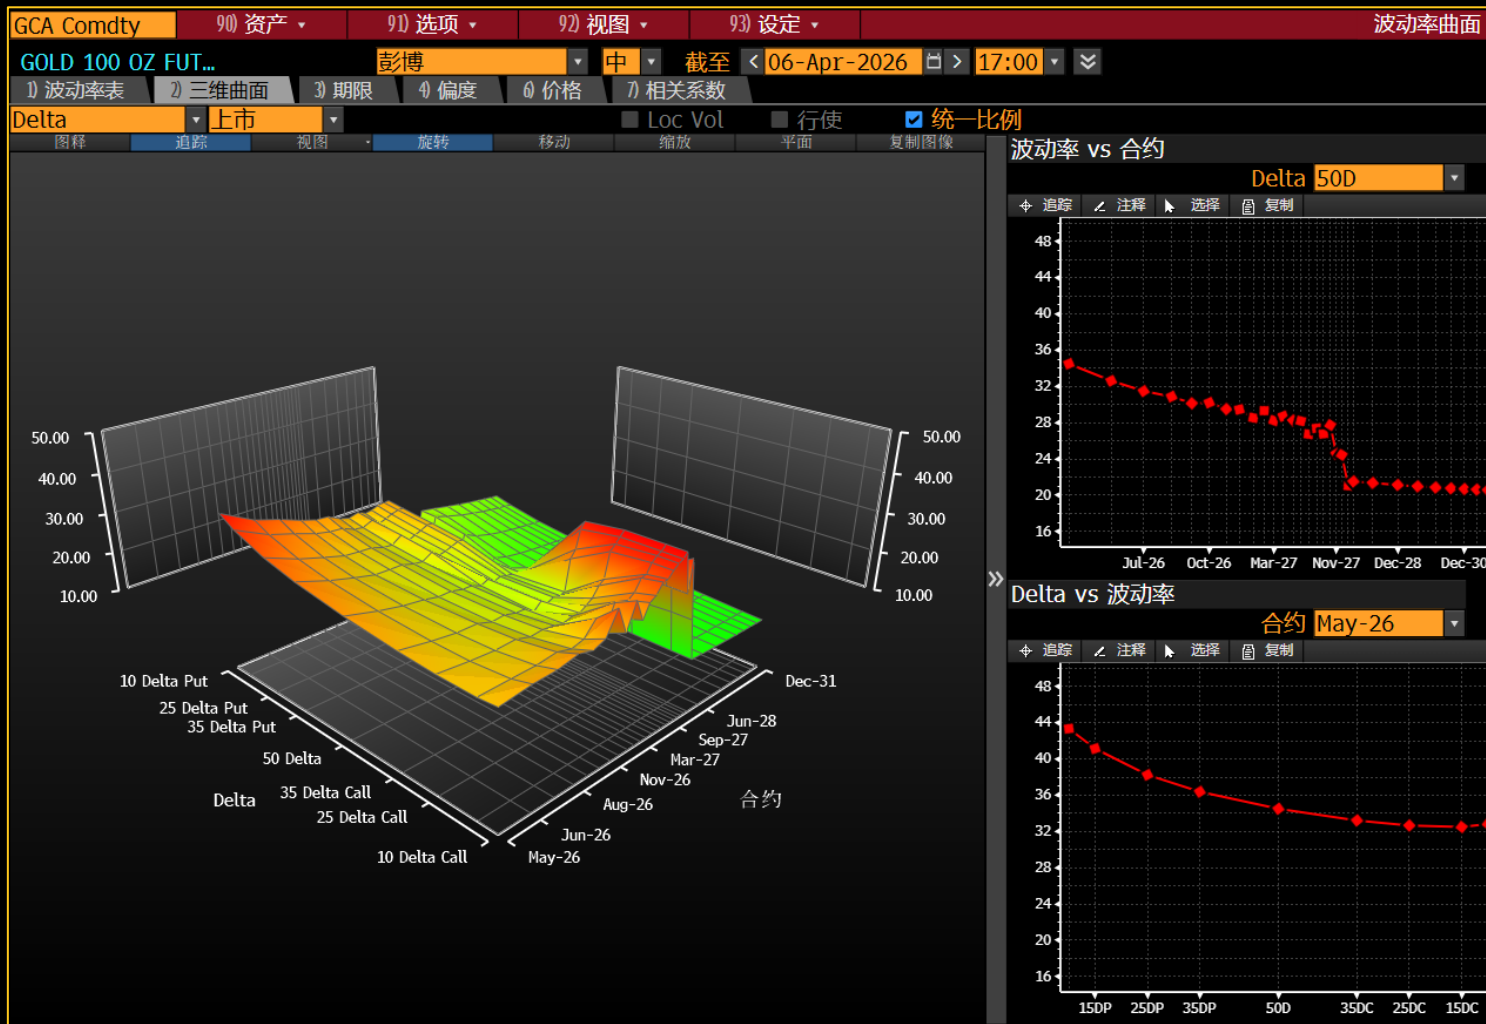 GCA Comdty 90) 资产 91) 选项 92) 视图 93) 设定 波动率曲面
GOLD 100 OZ FUT... 彭博 中 截至 < 06-Apr-2026 > 17:00
1) 波动率表 2) 三维曲面 3) 期限 4) 偏度 6) 价格 7) 相关系数
Delta 上市 Loc Vol 行使 统一比例
图释 追踪 视图 旋转 移动 缩放 平面 复制图像
波动率 vs 合约
Delta 50D
追踪 注释 选择 复制
48
44
40
36
32
28
24
20
16
Jul-26 Oct-26 Mar-27 Nov-27 Dec-28 Dec-30
50.00
40.00
30.00
20.00
10.00
50.00
40.00
30.00
20.00
10.00
10 Delta Put
25 Delta Put
35 Delta Put
50 Delta
35 Delta Call
25 Delta Call
10 Delta Call
Delta
Dec-31
Jun-28
Sep-27
Mar-27
Nov-26
Aug-26
Jun-26
May-26
合约
Delta vs 波动率
合约 May-26
追踪 注释 选择 复制
48
44
40
36
32
28
24
20
16
15DP 25DP 35DP 50D 35DC 25DC 15DC